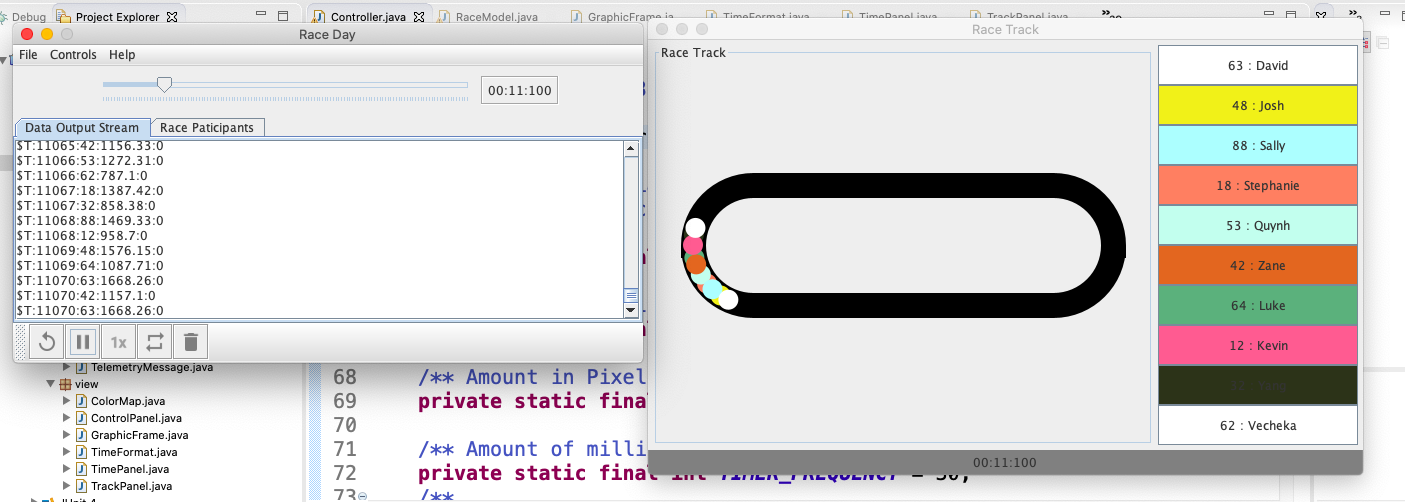 Debug
Project Explorer
Controller.java
RaceModel.java
GraphicFrame.ja
TimeFormat.java
TimePanel.java
TrackPanel.java
Race Day
File Controls Help
00:11:100
Data Output Stream
Race Paticipants
$T:11065:42:1156.33:0
$T:11066:53:1272.31:0
$T:11066:62:787.1:0
$T:11067:18:1387.42:0
$T:11067:32:858.38:0
$T:11068:88:1469.33:0
$T:11068:12:958.7:0
$T:11069:48:1576.15:0
$T:11069:64:1087.71:0
$T:11070:63:1668.26:0
$T:11070:42:1157.1:0
$T:11070:63:1668.26:0
1x
TelemetryMessage.java
view
ColorMap.java
ControlPanel.java
GraphicFrame.java
TimeFormat.java
TimePanel.java
TrackPanel.java
JUnit 4
68 /** Amount in Pixel
69 private static final
70
71 /** Amount of milli
72 private static final int TIMER_FREQUENCY = 30;
73 /**
Race Track
Race Track
63 : David
48 : Josh
88 : Sally
18 : Stephanie
53 : Quynh
42 : Zane
64 : Luke
12 : Kevin
62 : Vecheka
00:11:100